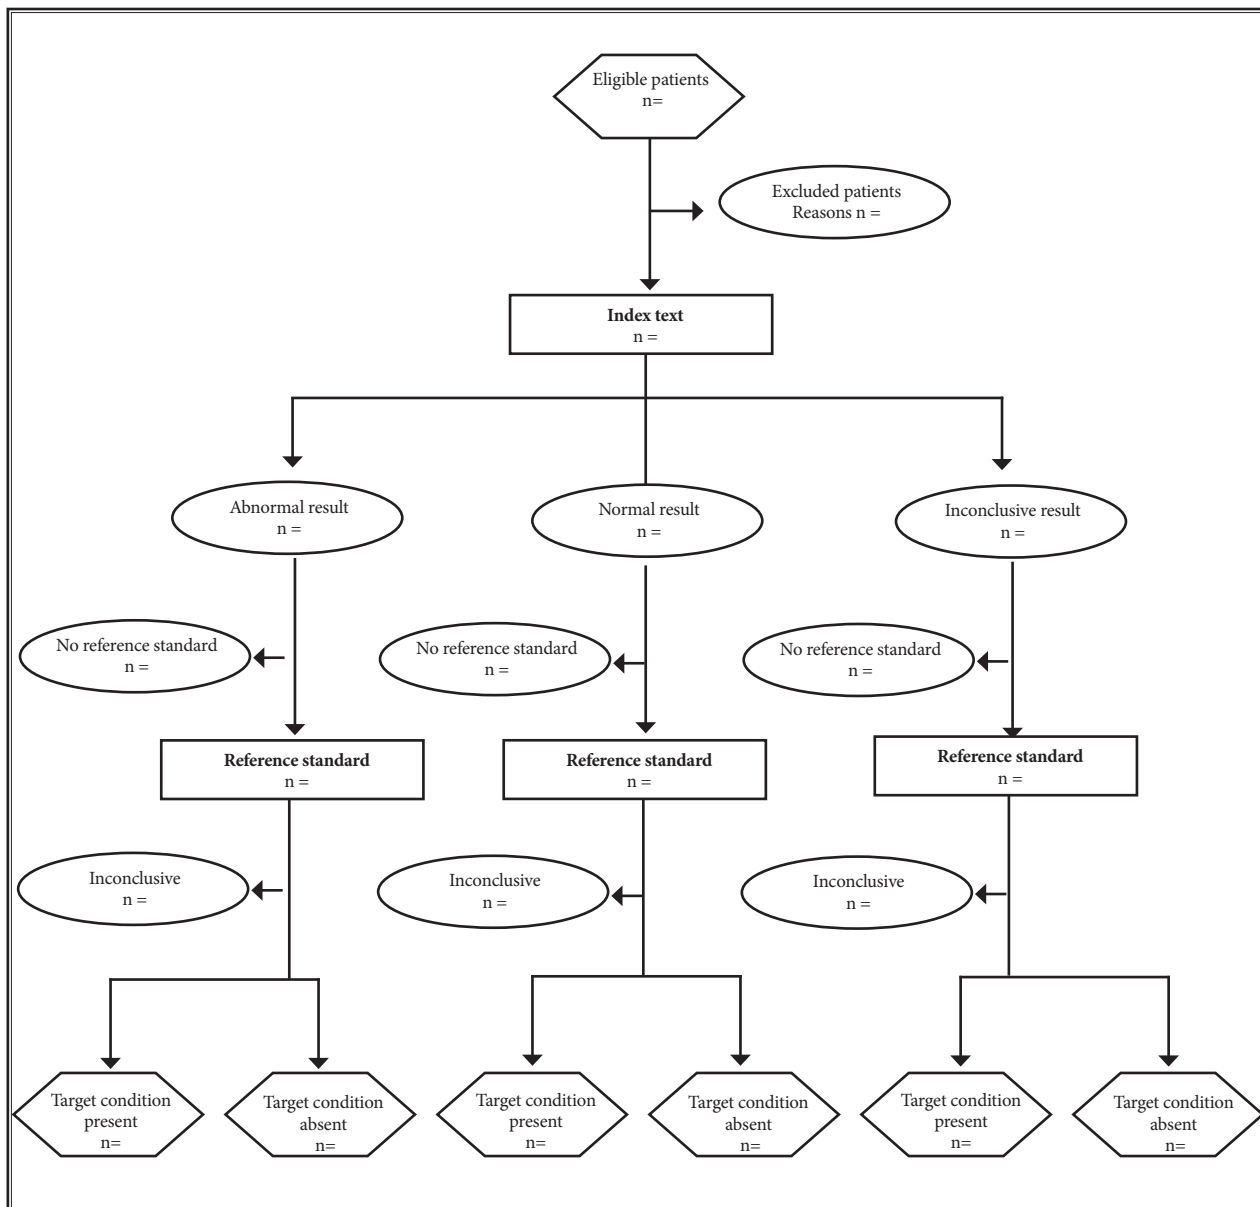 Eligible patients
n=
Excluded patients
Reasons n =
Index text
n =
Abnormal result
n =
Normal result
n =
Inconclusive result
n =
No reference standard
n =
No reference standard
n =
No reference standard
n =
Reference standard
n =
Reference standard
n =
Reference standard
n =
Inconclusive
n =
Inconclusive
n =
Inconclusive
n =
Target condition
present
n=
Target condition
absent
n=
Target condition
present
n=
Target condition
absent
n=
Target condition
present
n=
Target condition
absent
n=